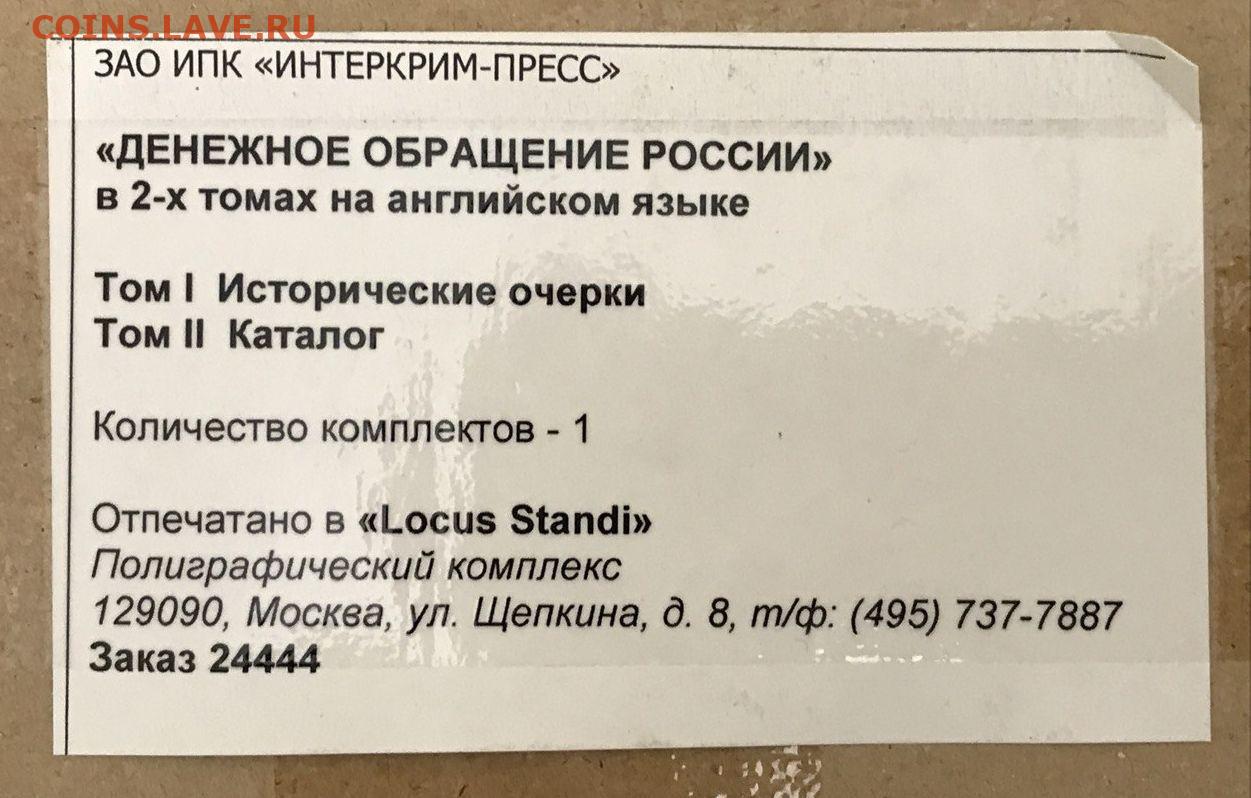 COINS.LAVE.RU
ЗАО ИПК «ИНТЕРКРИМ-ПРЕСС»
«ДЕНЕЖНОЕ ОБРАЩЕНИЕ РОССИИ»
в 2-х томах на английском языке
Том I Исторические очерки
Том II Каталог
Количество комплектов - 1
Отпечатано в «Locus Standi»
Полиграфический комплекс
129090, Москва, ул. Щепкина, д. 8, т/ф: (495) 737-7887
Заказ 24444